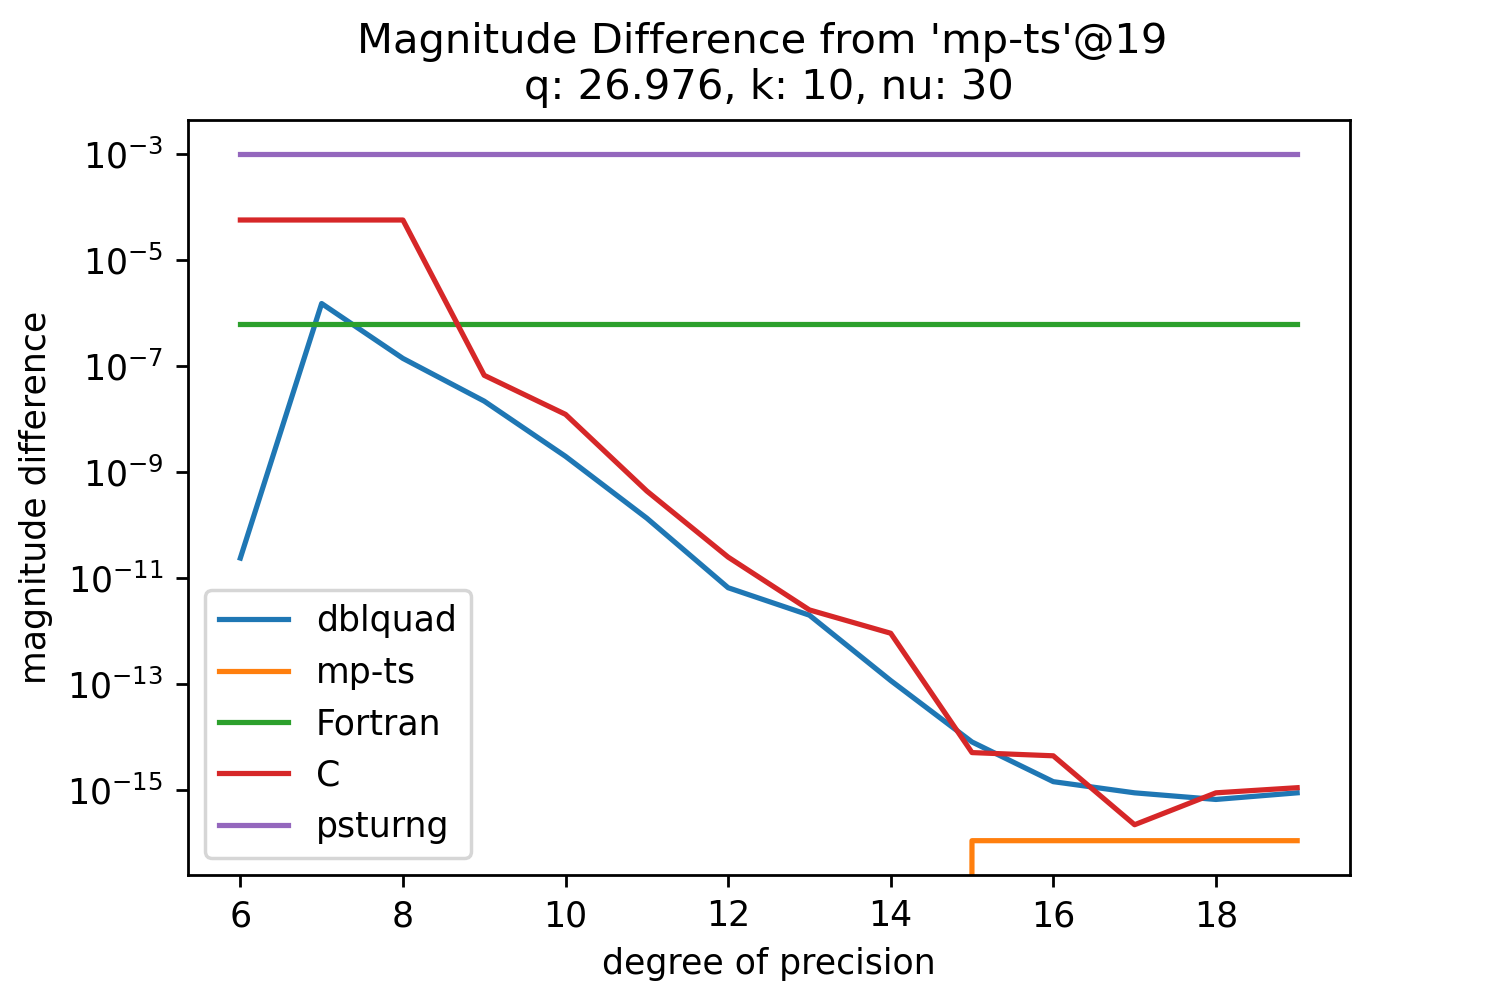 Magnitude Difference from 'mp-ts'@19
q: 26.976, k: 10, nu: 30
magnitude difference
10⁻³
10⁻⁵
10⁻⁷
10⁻⁹
10⁻¹¹
10⁻¹³
10⁻¹⁵
dblquad
mp-ts
Fortran
C
psturng
6 8 10 12 14 16 18
degree of precision